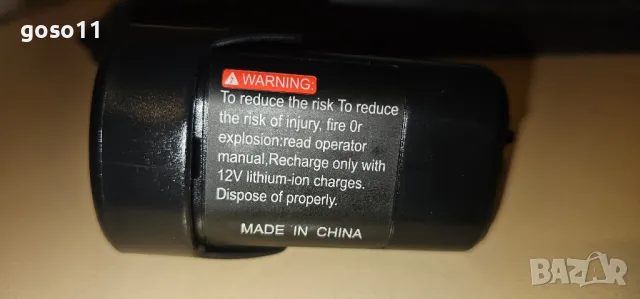 goso11
WARNING:
To reduce the risk To reduce
the risk of injury, fire 0r
explosion:read operator
manual,Recharge only with
12V lithium-ion charges.
Dispose of properly.
MADE IN CHINA
BAZAR